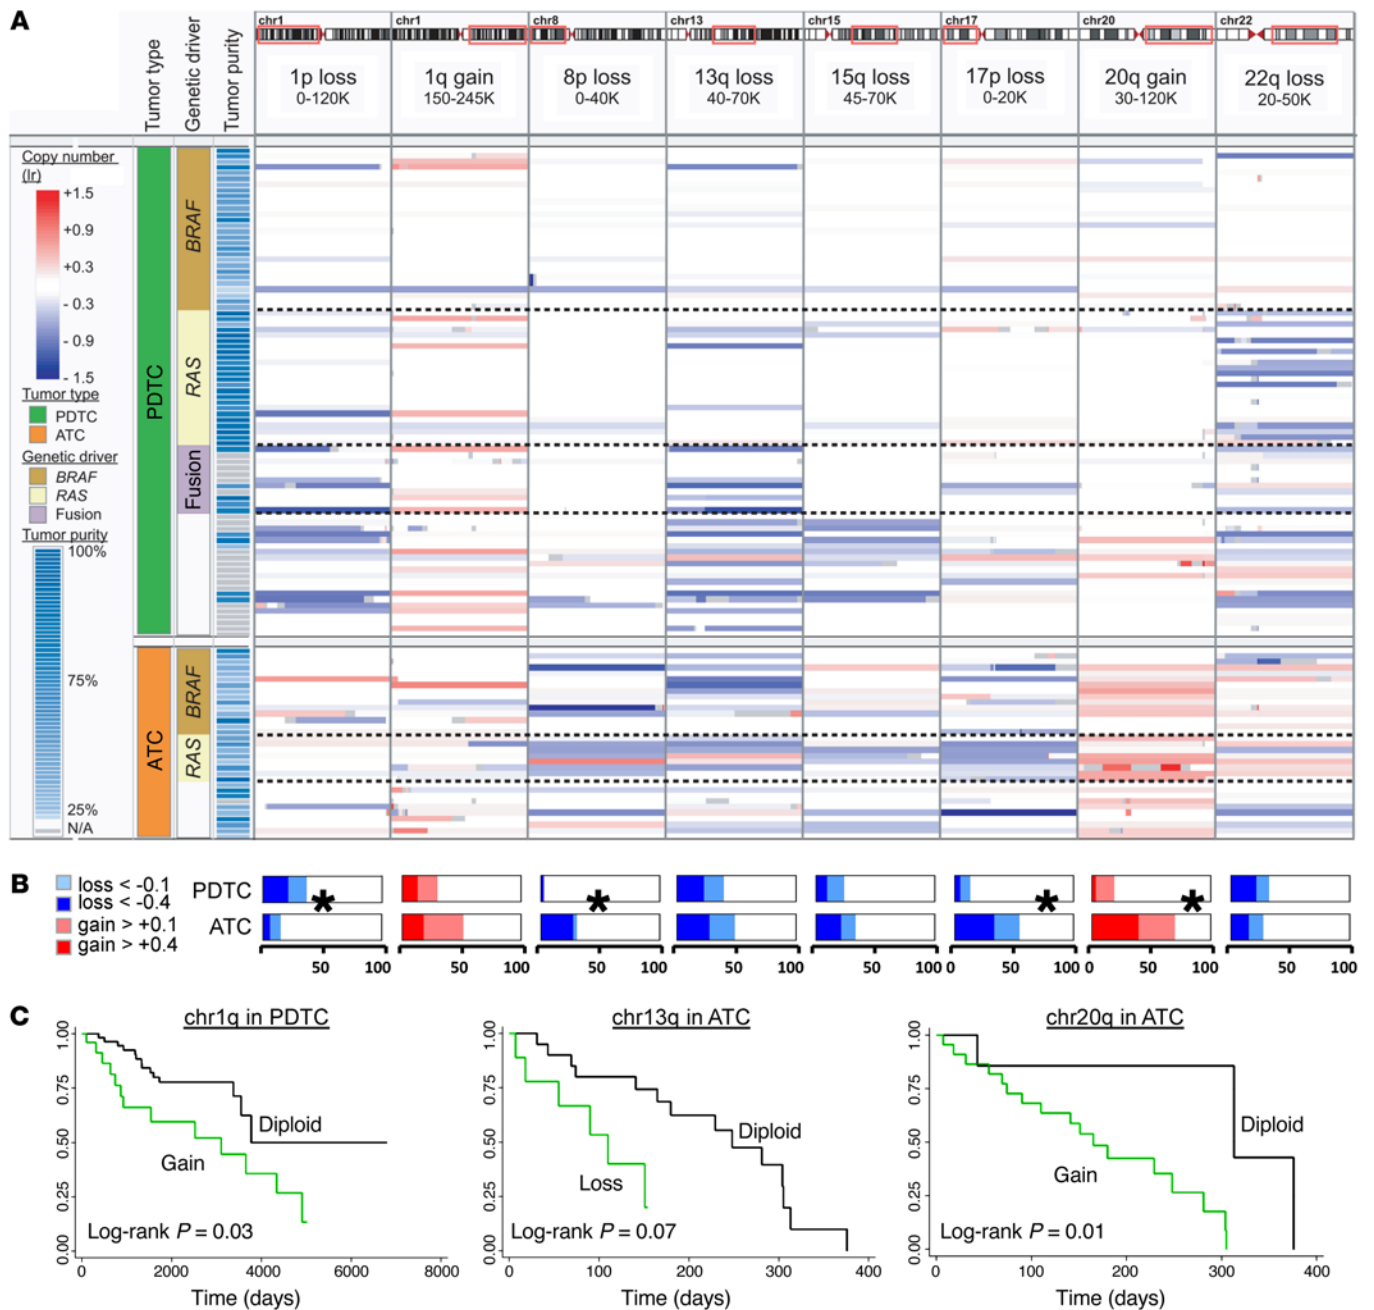 A
Tumor type
Genetic driver
Tumor purity
chr1
chr1
chr8
chr13
chr15
chr17
chr20
chr22
1p loss
0-120K
1q gain
150-245K
8p loss
0-40K
13q loss
40-70K
15q loss
45-70K
17p loss
0-20K
20q gain
30-120K
22q loss
20-50K
Copy number
(lr)
+1.5
+0.9
+0.3
- 0.3
- 0.9
- 1.5
Tumor type
PDTC
ATC
Genetic driver
BRAF
RAS
Fusion
Tumor purity
100%
75%
25%
N/A
PDTC
BRAF
RAS
Fusion
ATC
BRAF
RAS
B
loss < -0.1
loss < -0.4
gain > +0.1
gain > +0.4
PDTC
*
*
*
*
ATC
50 100
0 50 100
0 50 100
0 50 100
0 50 100
0 50 100
0 50 100
0 50 100
C
chr1q in PDTC
1.00
0.75
0.50
0.25
0.00
Diploid
Gain
Log-rank P = 0.03
0 2000 4000 6000 8000
Time (days)
chr13q in ATC
1.00
0.75
0.50
0.25
0.00
Diploid
Loss
Log-rank P = 0.07
0 100 200 300 400
Time (days)
chr20q in ATC
1.00
0.75
0.50
0.25
0.00
Diploid
Gain
Log-rank P = 0.01
0 100 200 300 400
Time (days)